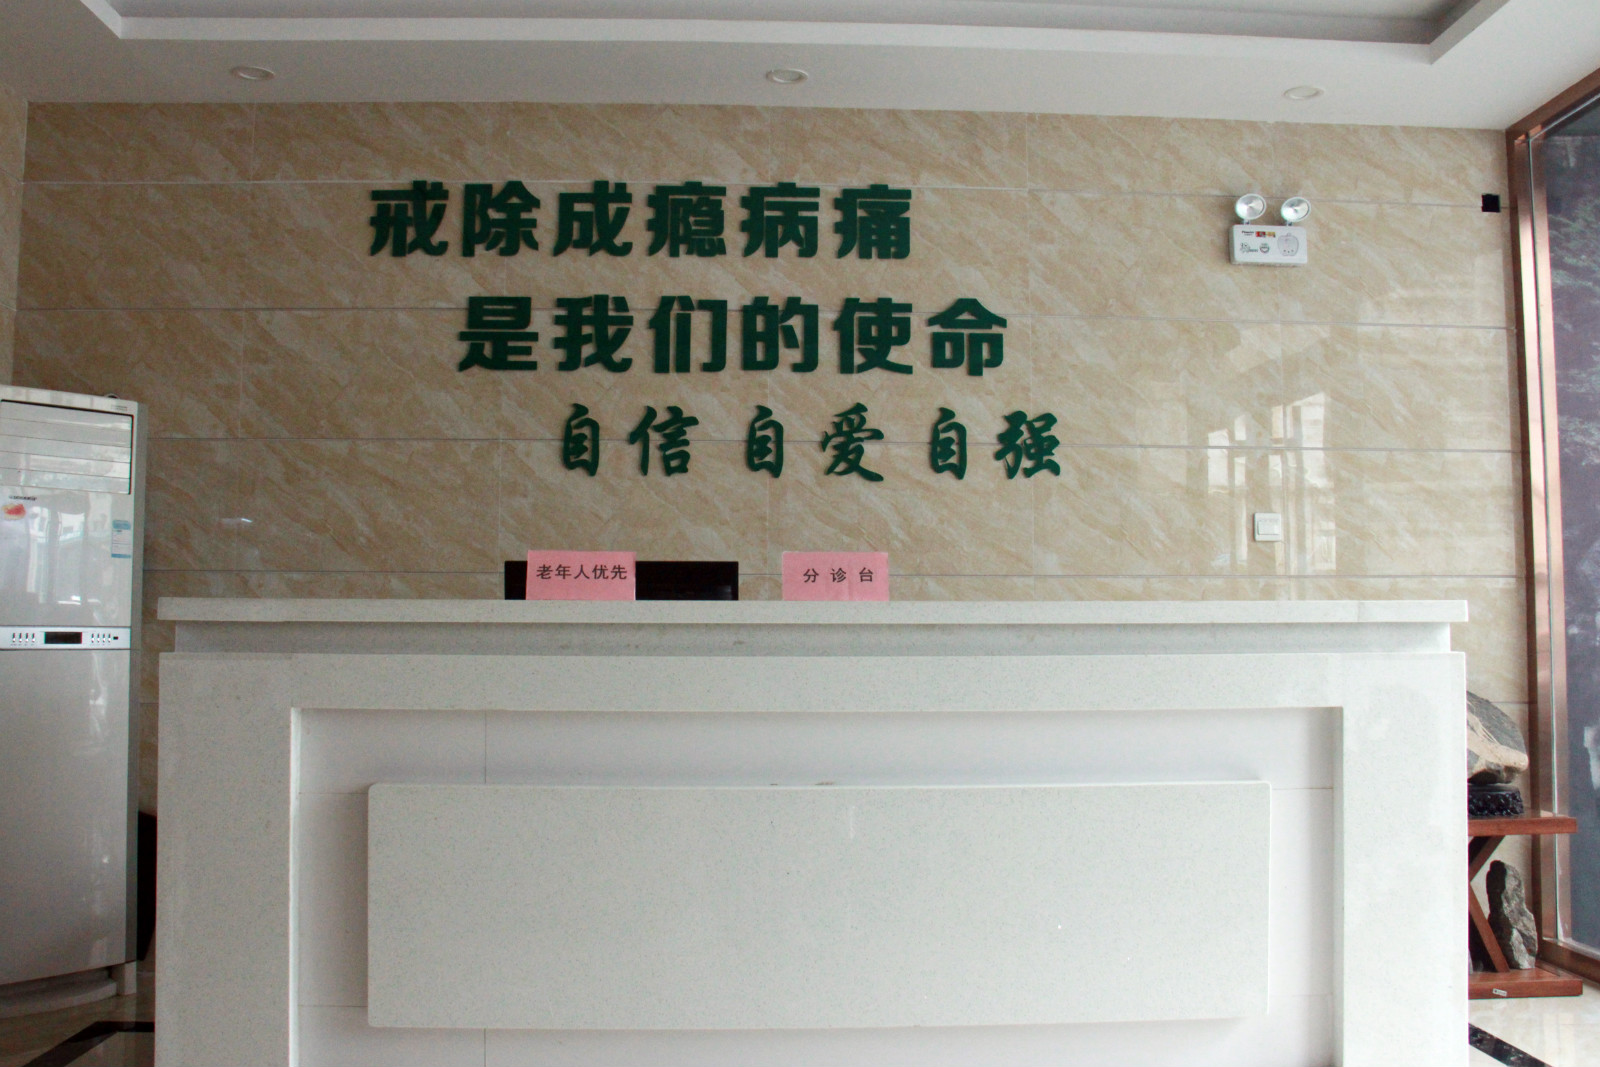 戒除成瘾病痛
是我们的使命
自信 自爱 自强
老年人优先
分诊台